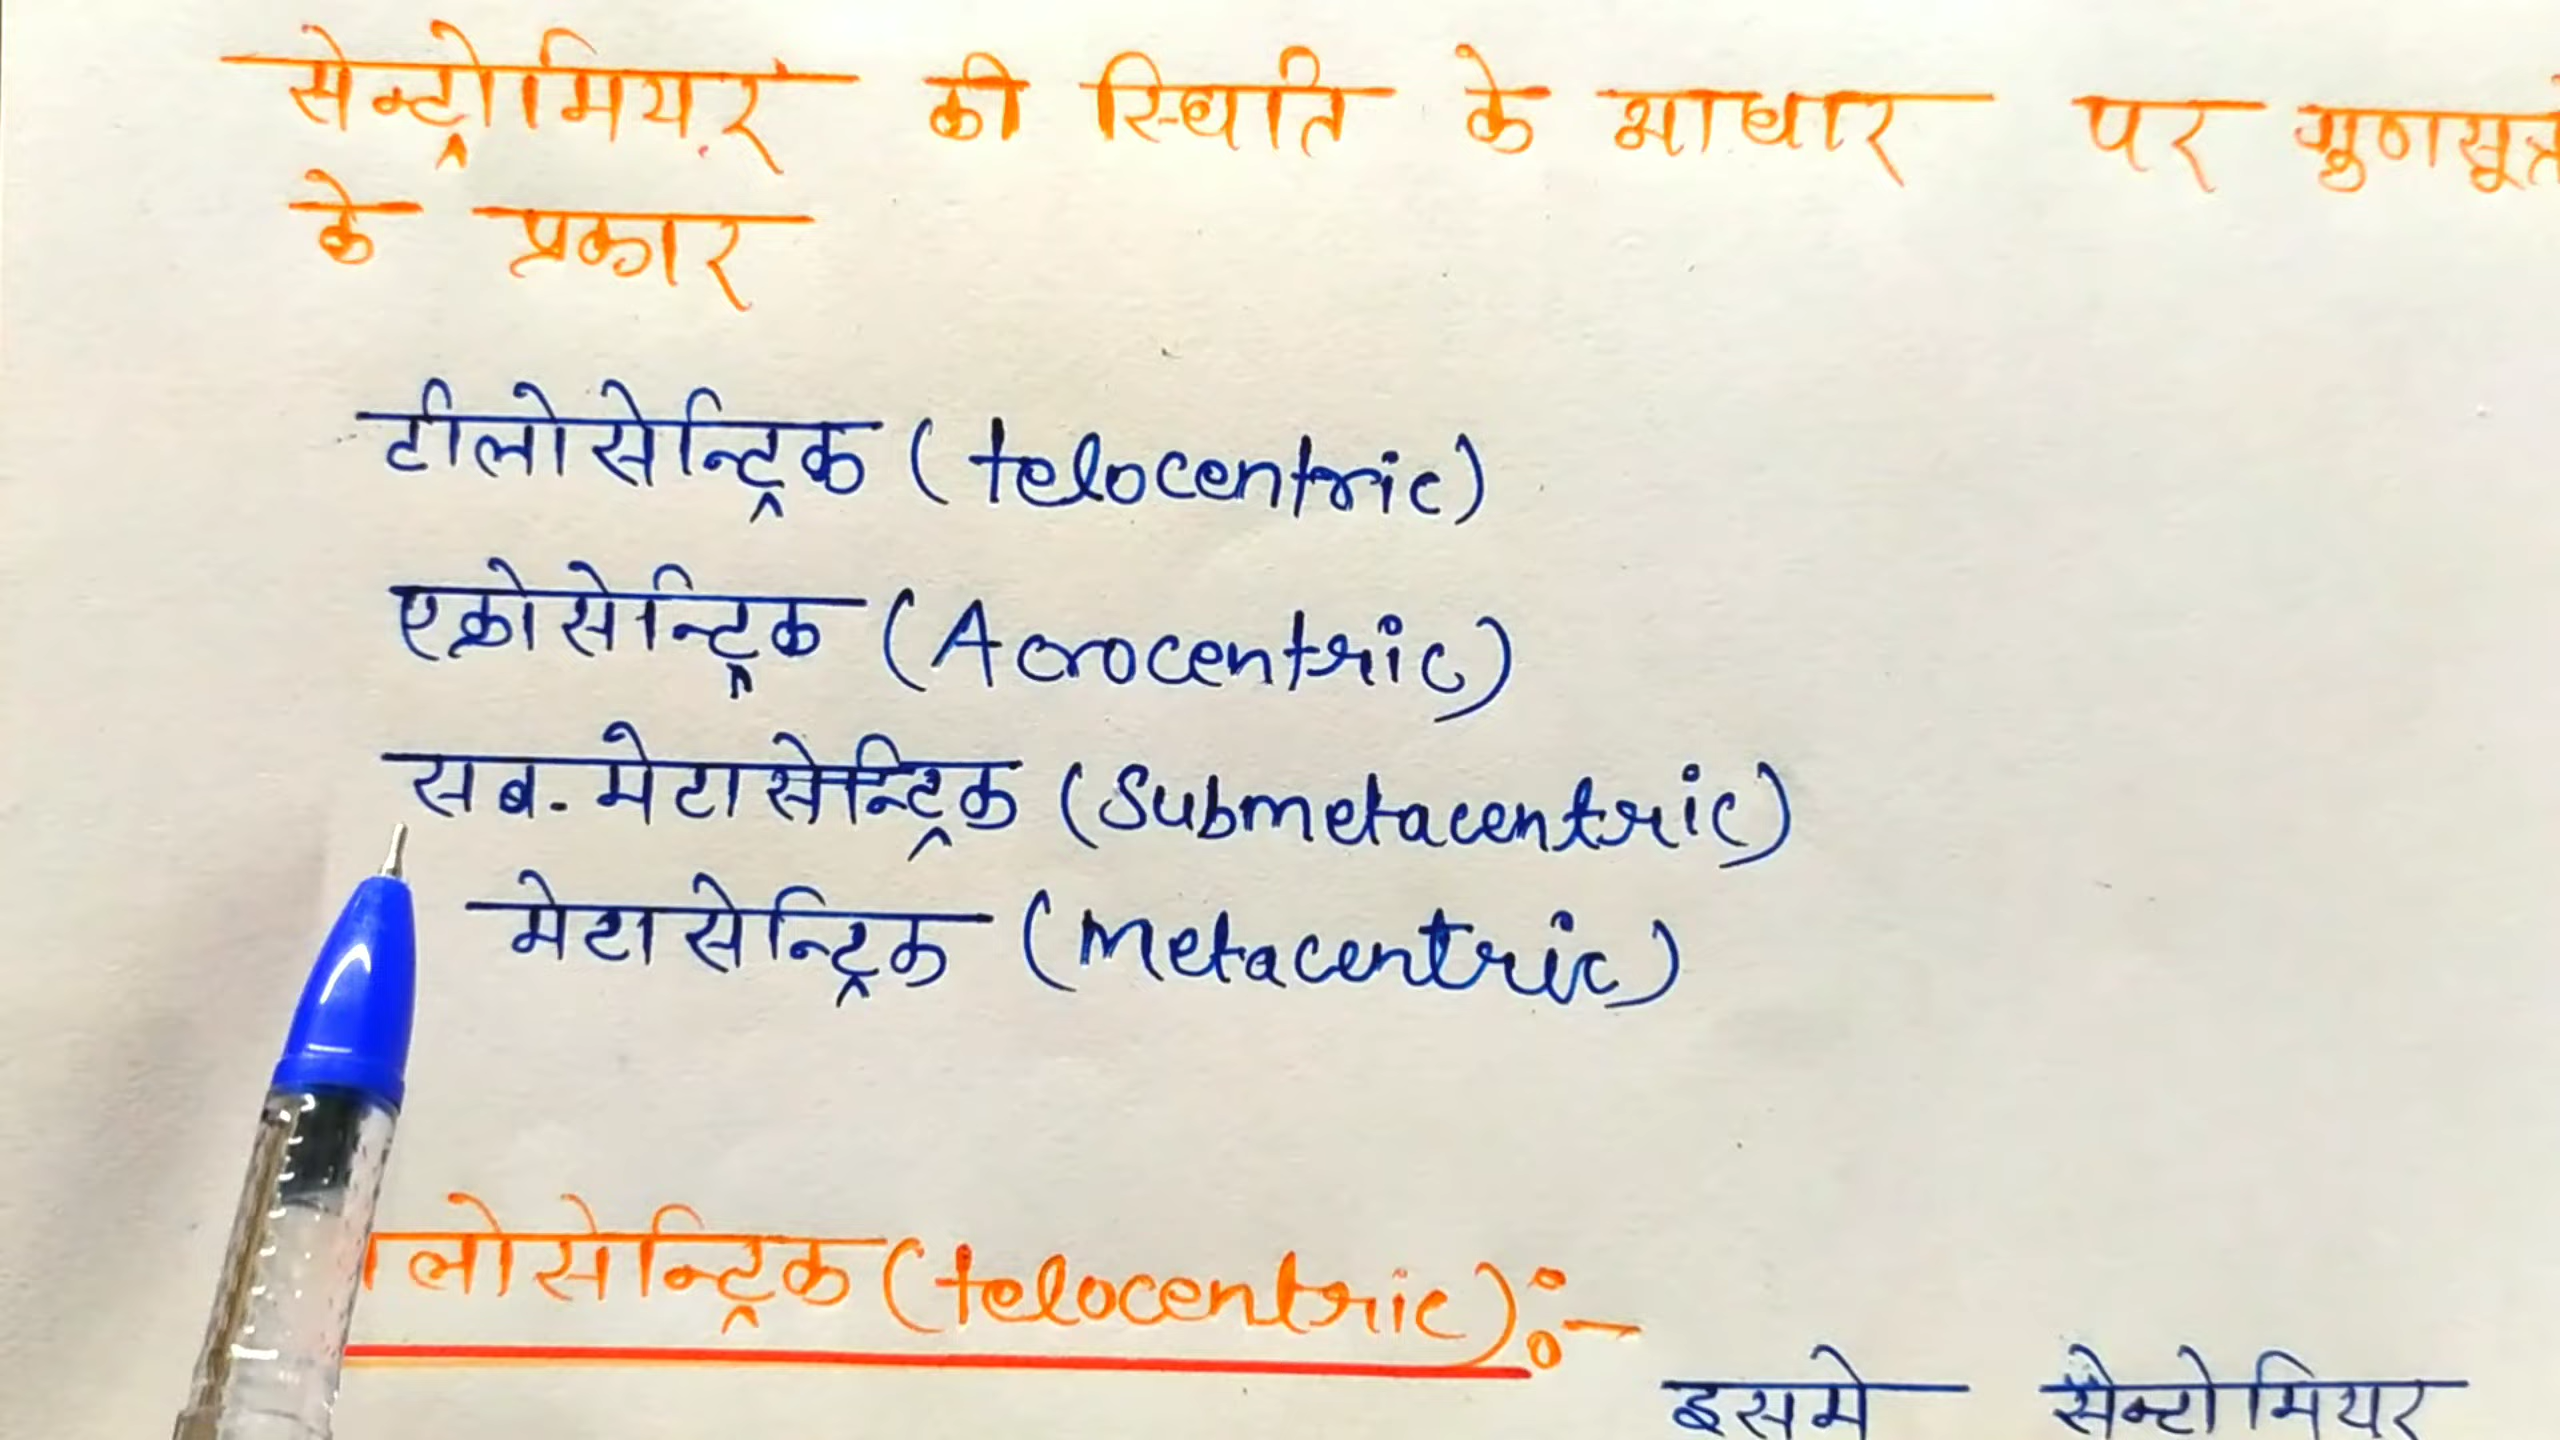 सेन्ट्रोमियर की स्थिति के आधार पर गुणसूत्र
के प्रकार
टीलोसेन्ट्रिक (telocentric)
एक्रोसेन्ट्रिक (Acrocentric)
सब-मेटासेन्ट्रिक (Submetacentric)
मेटासेन्ट्रिक (Metacentric)
लोसेन्ट्रिक (telocentric):-
इसमे सेन्टोमियर